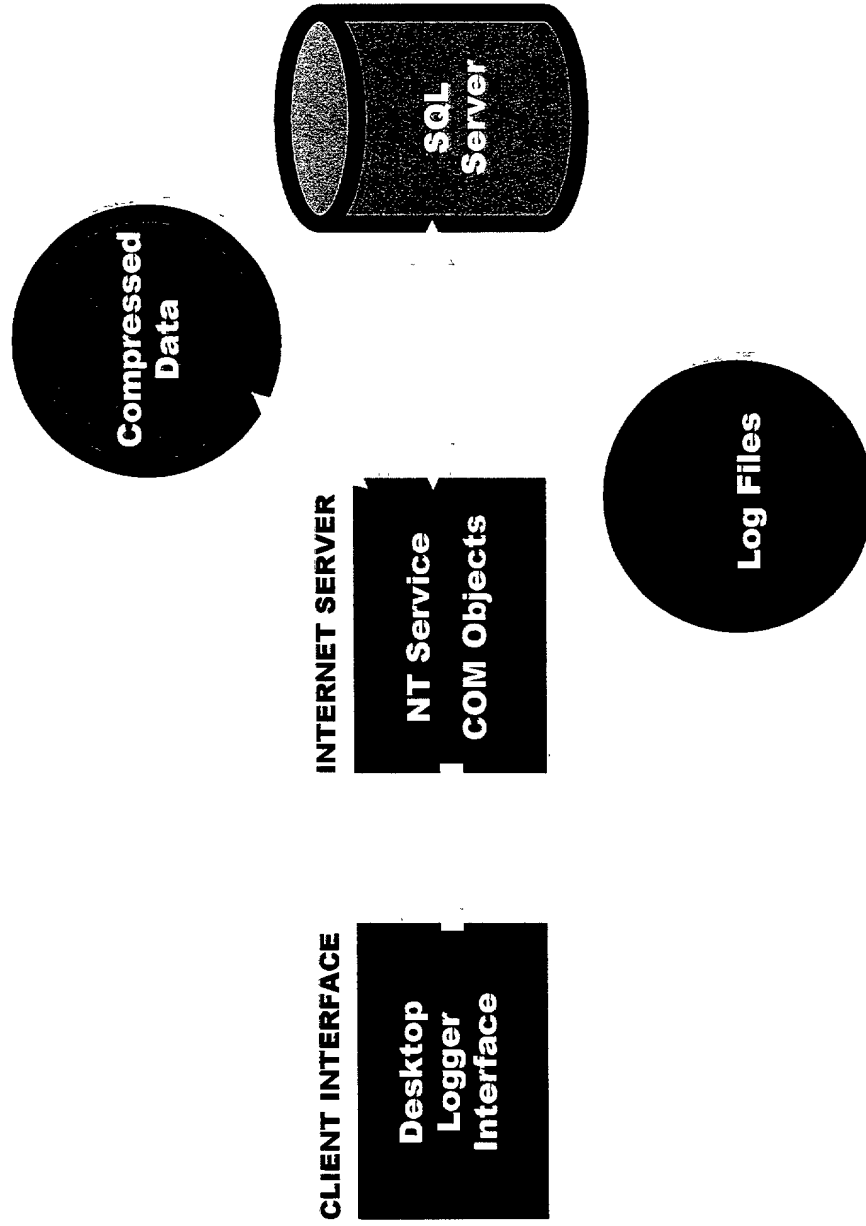 CLIENT INTERFACE
Desktop
Logger
Interface
INTERNET SERVER
NT Service
COM Objects
Compressed
Data
SQL
Server
Log Files